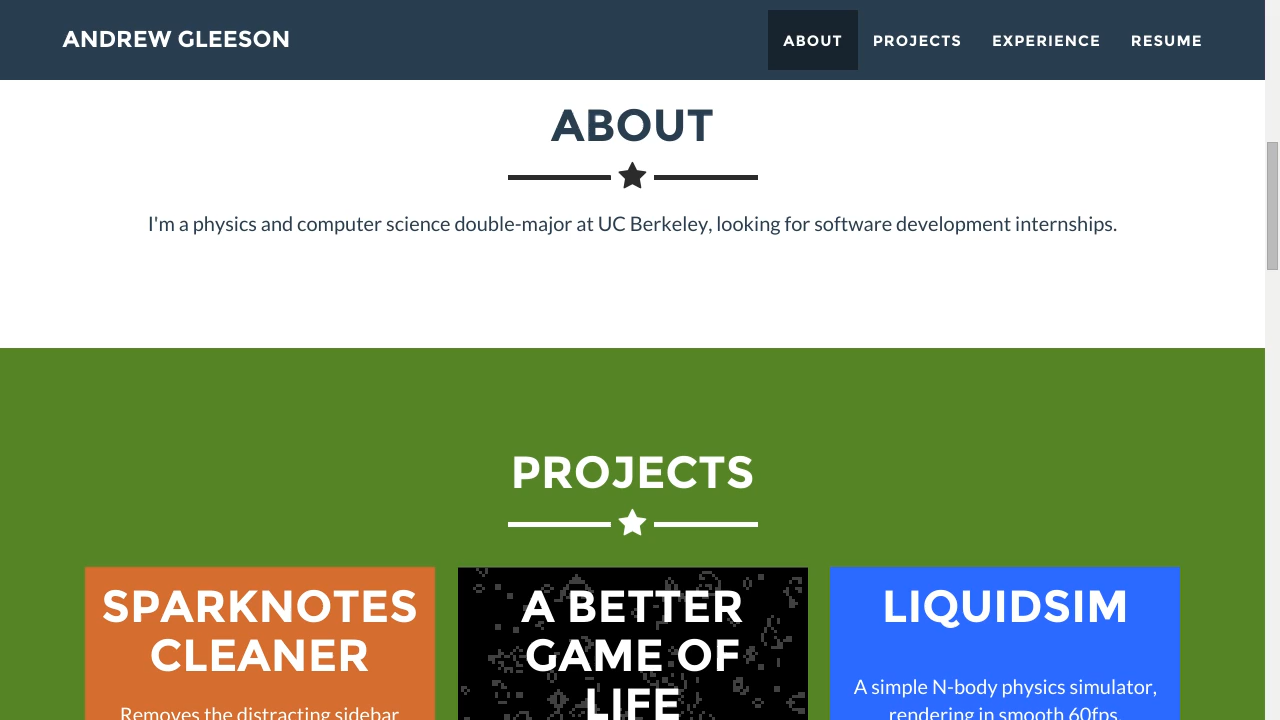 ANDREW GLEESON
ABOUT
PROJECTS
EXPERIENCE
RESUME
ABOUT
I'm a physics and computer science double-major at UC Berkeley, looking for software development internships.
PROJECTS
SPARKNOTES
CLEANER
Removes the distracting sidebar
A BETTER
GAME OF
LIFE
LIQUIDSIM
A simple N-body physics simulator,
rendering in smooth 60fps